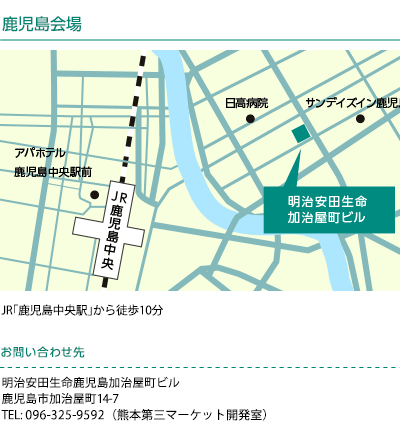 鹿児島会場
日高病院
サンデイズイン鹿児
アパホテル
鹿児島中央駅前
明治安田生命
加治屋町ビル
JR鹿児島中央
JR「鹿児島中央駅」から徒歩10分
お問い合わせ先
明治安田生命鹿児島加治屋町ビル
鹿児島市加治屋町14-7
TEL: 096-325-9592（熊本第三マーケット開発室）